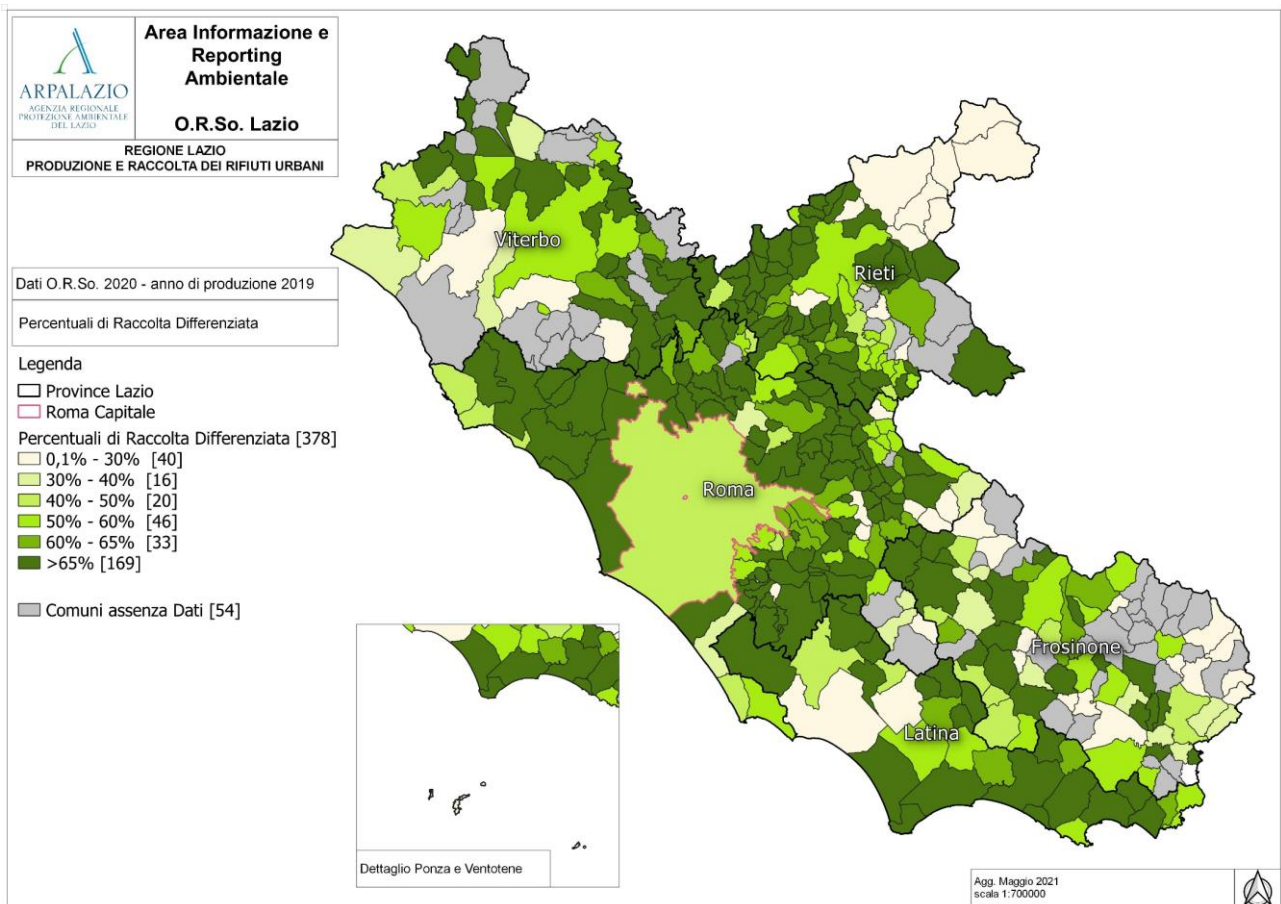 ARPALAZIO
AGENZIA REGIONALE
PROTEZIONE AMBIENTALE
DEL LAZIO
Area Informazione e
Reporting
Ambientale
O.R.So. Lazio
REGIONE LAZIO
PRODUZIONE E RACCOLTA DEI RIFIUTI URBANI
Dati O.R.So. 2020 - anno di produzione 2019
Percentuali di Raccolta Differenziata
Legenda
Province Lazio
Roma Capitale
Percentuali di Raccolta Differenziata [378]
0,1% - 30% [40]
30% - 40% [16]
40% - 50% [20]
50% - 60% [46]
60% - 65% [33]
>65% [169]
Comuni assenza Dati [54]
Viterbo
Rieti
Roma
Frosinone
Latina
Dettaglio Ponza e Ventotene
Agg. Maggio 2021
scala 1:700000